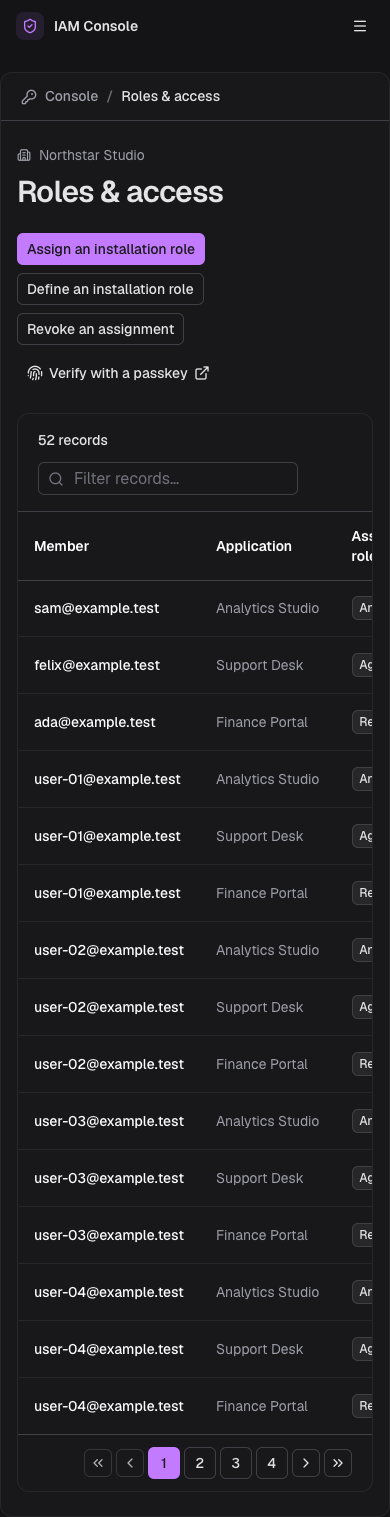 IAM Console
Console / Roles & access
Northstar Studio
Roles & access
Assign an installation role
Define an installation role
Revoke an assignment
Verify with a passkey
52 records
Filter records...
Member Application
sam@example.test Analytics Studio
felix@example.test Support Desk
ada@example.test Finance Portal
user-01@example.test Analytics Studio
user-01@example.test Support Desk
user-01@example.test Finance Portal
user-02@example.test Analytics Studio
user-02@example.test Support Desk
user-02@example.test Finance Portal
user-03@example.test Analytics Studio
user-03@example.test Support Desk
user-03@example.test Finance Portal
user-04@example.test Analytics Studio
user-04@example.test Support Desk
user-04@example.test Finance Portal
1 2 3 4